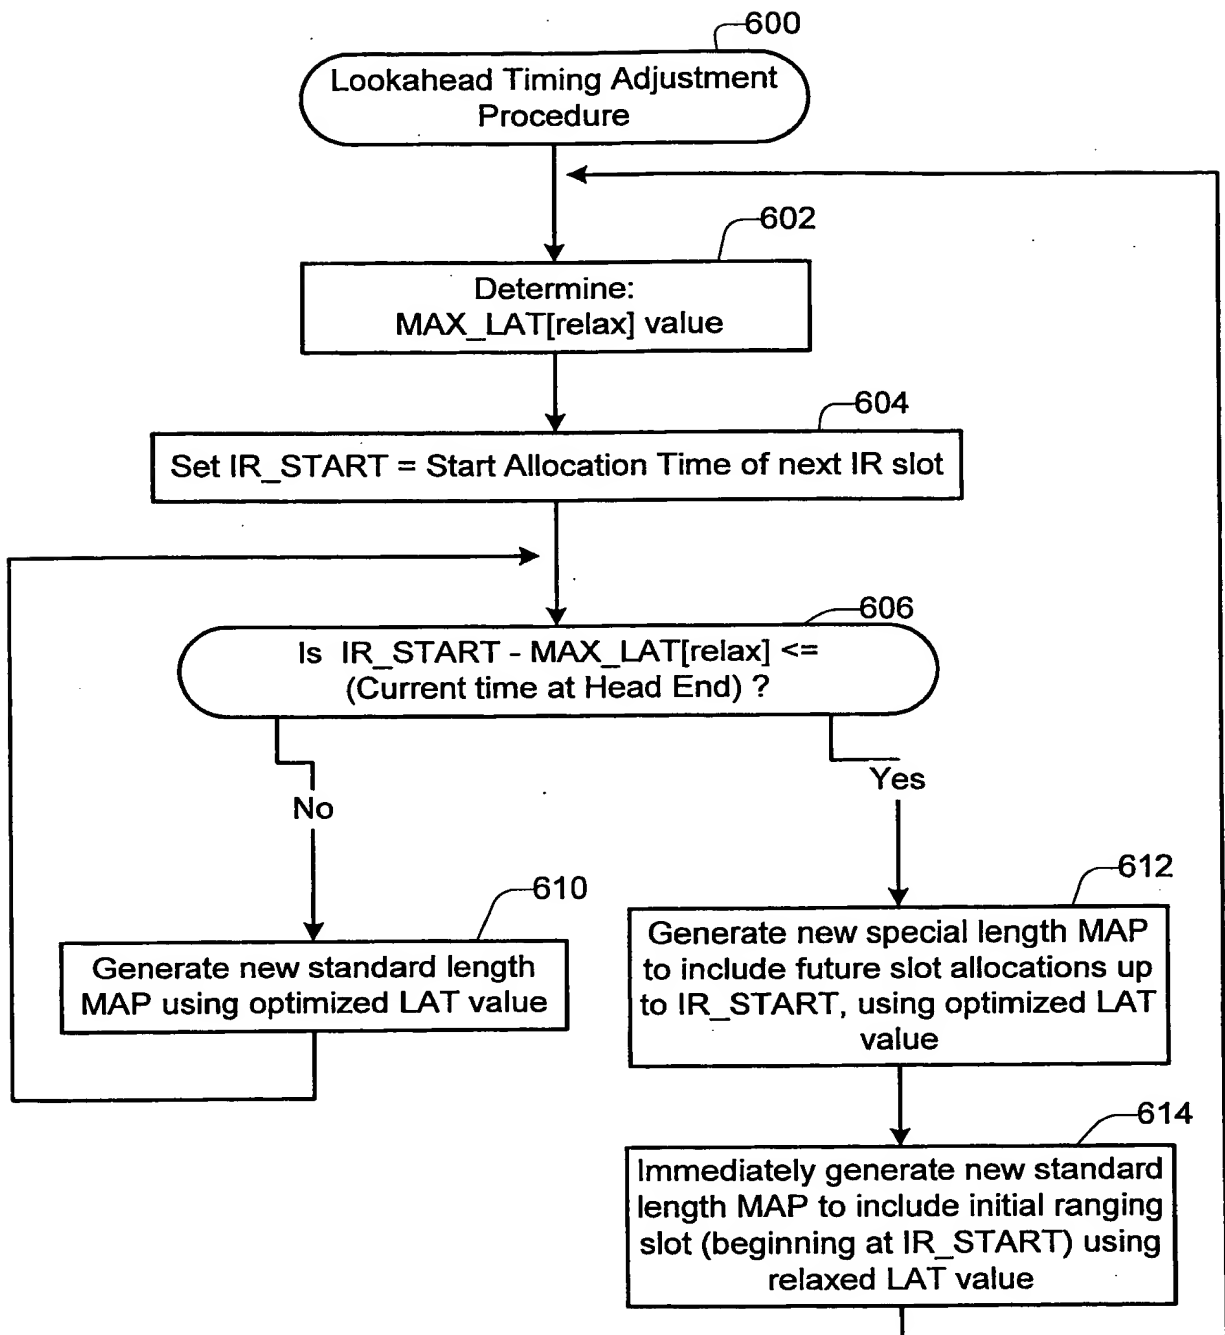 600
Lookahead Timing Adjustment
Procedure
602
Determine:
MAX_LAT[relax] value
604
Set IR_START = Start Allocation Time of next IR slot
606
Is IR_START - MAX_LAT[relax] <=
(Current time at Head End) ?
No
Yes
610
Generate new standard length
MAP using optimized LAT value
612
Generate new special length MAP
to include future slot allocations up
to IR_START, using optimized LAT
value
614
Immediately generate new standard
length MAP to include initial ranging
slot (beginning at IR_START) using
relaxed LAT value